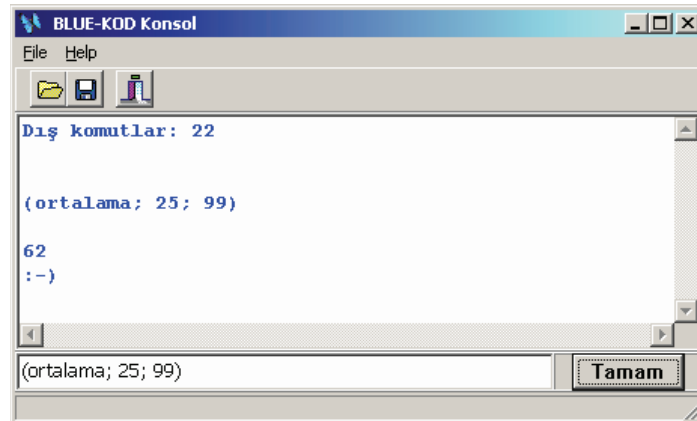 BLUE-KOD Konsol
File Help
Dış komutlar: 22
(ortalama; 25; 99)
62
:-)
(ortalama; 25; 99)
Tamam